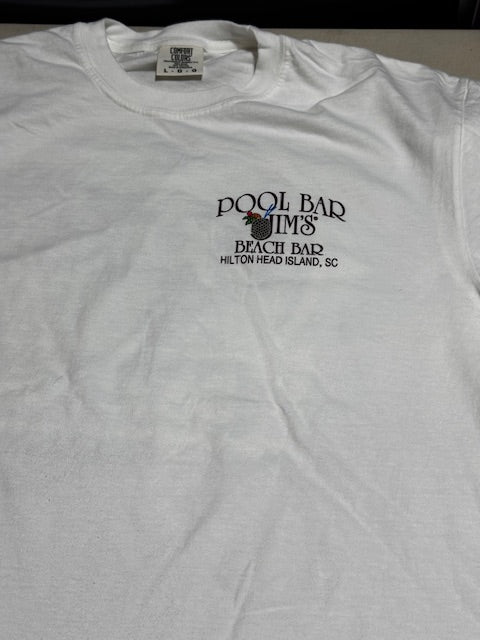 COMFORT
COLORS
L · G · G
POOL BAR
JIM'S®
BEACH BAR
HILTON HEAD ISLAND, SC